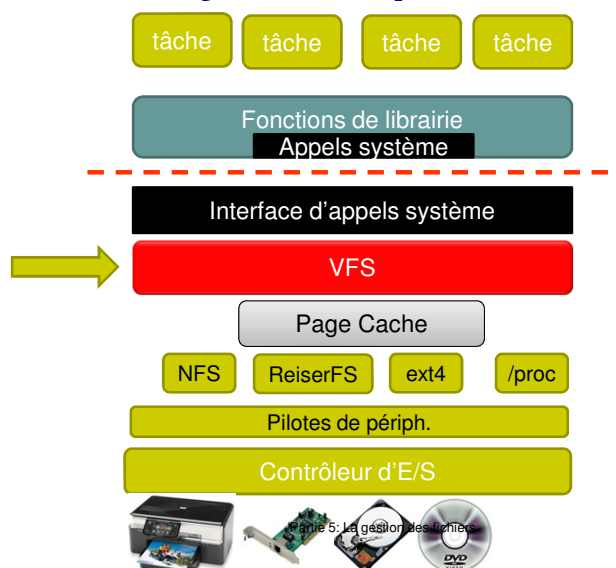 tâche tâche tâche tâche
Fonctions de librairie
Appels système
Interface d'appels système
VFS
Page Cache
NFS ReiserFS ext4 /proc
Pilotes de périph.
Contrôleur d'E/S
Partie 5: La gestion des fichiers
DVD